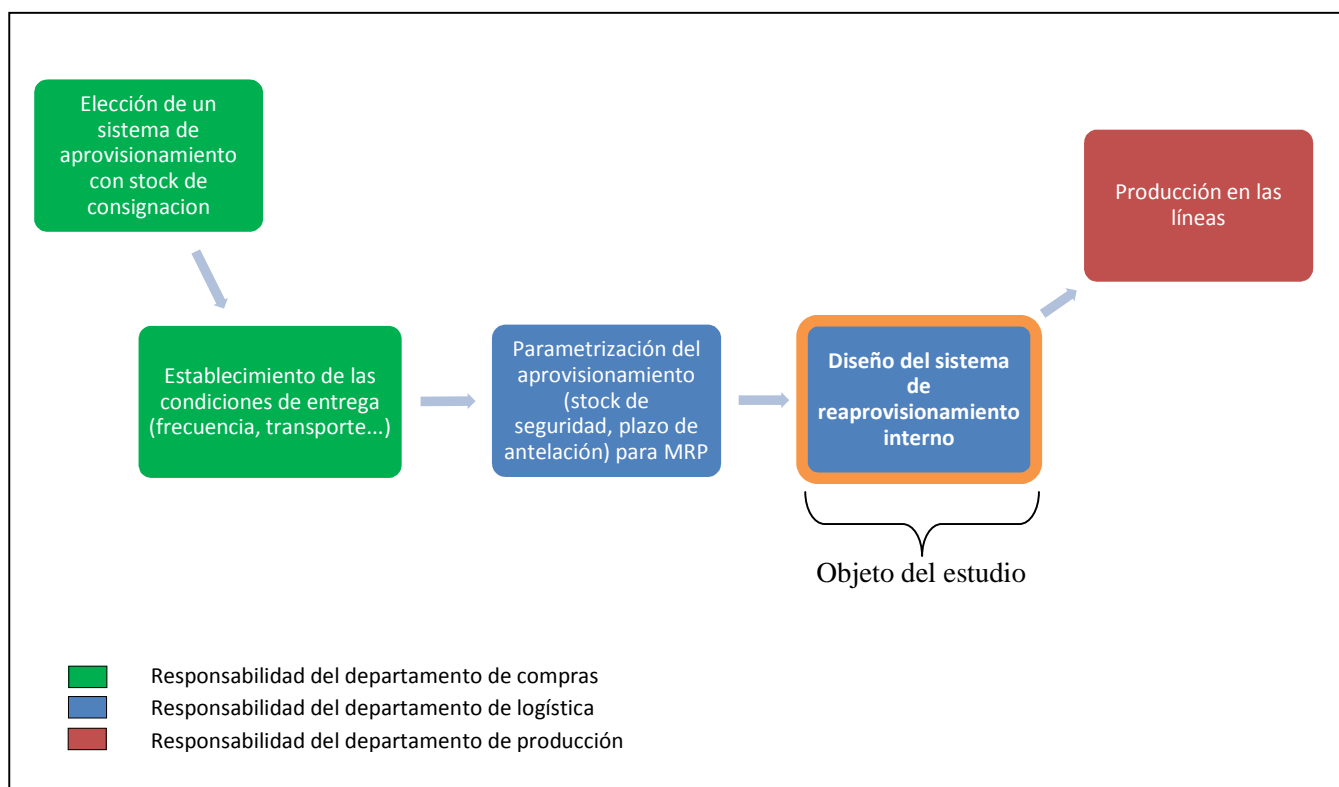 Elección de un
sistema de
aprovisionamiento
con stock de
consignacion
Producción en las
líneas
Establecimiento de las
condiciones de entrega
(frecuencia, transporte...)
Parametrización del
aprovisionamiento
(stock de
seguridad, plazo de
antelación) para MRP
Diseño del sistema
de
reaprovisionamiento
interno
Objeto del estudio
Responsabilidad del departamento de compras
Responsabilidad del departamento de logística
Responsabilidad del departamento de producción